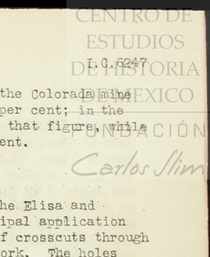 CENTRO DE
ESTUDIOS
I.C.6247
DE HISTORIA
the Colorada mine
DE MEXICO
per cent; in the
that figure, while
FUNDACIÓN
ent.
Carlos Slim
he Elisa and
ipal application
f crosscuts through
ork. The holes